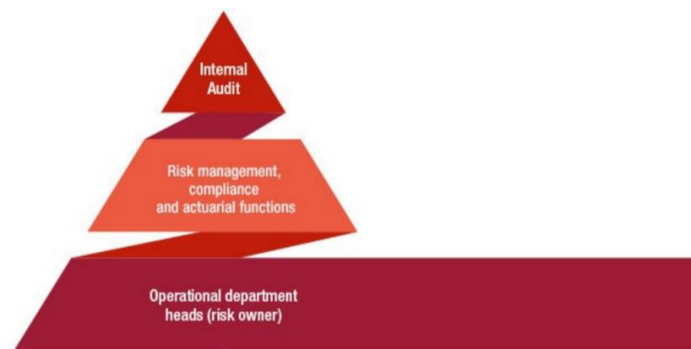 Internal
Audit
Risk management,
compliance
and actuarial functions
Operational department
heads (risk owner)